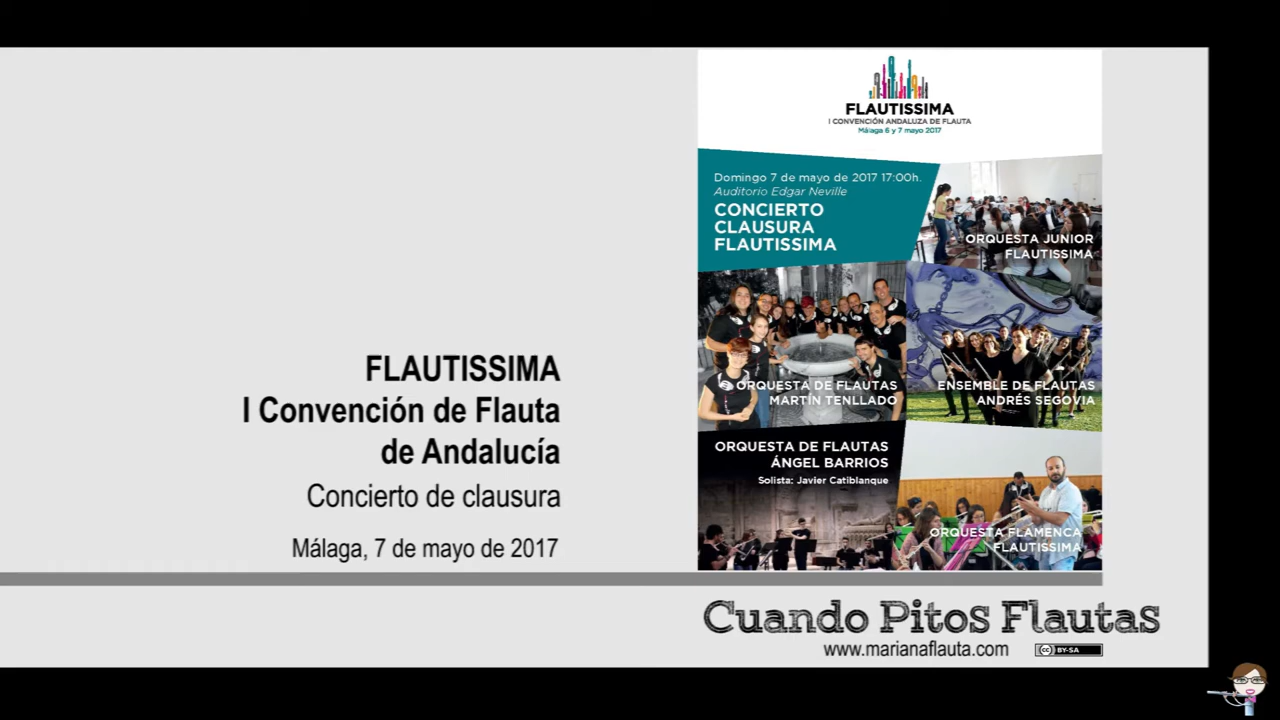 FLAUTISSIMA
I Convención de Flauta
de Andalucía
Concierto de clausura
Málaga, 7 de mayo de 2017
FLAUTISSIMA
I CONVENCIÓN ANDALUZA DE FLAUTA
Málaga 6 y 7 mayo 2017
Domingo 7 de mayo de 2017 17:00h.
Auditorio Edgar Neville
CONCIERTO
CLAUSURA
FLAUTISSIMA
ORQUESTA JUNIOR
FLAUTISSIMA
ORQUESTA DE FLAUTAS
MARTÍN TENLLADO
ENSEMBLE DE FLAUTAS
ANDRÉS SEGOVIA
ORQUESTA DE FLAUTAS
ÁNGEL BARRIOS
Solista: Javier Catiblanque
ORQUESTA FLAMENCA
FLAUTISSIMA
Cuando Pitos Flautas
www.marianaflauta.com
cc BY-SA